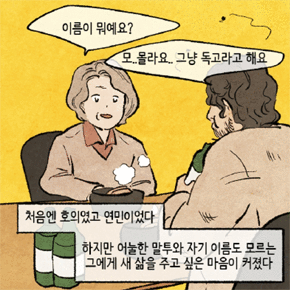 이름이 뭐예요?
모..몰라요.. 그냥 독고라고 해요
처음엔 호의였고 연민이었다
하지만 어눌한 말투와 자기 이름도 모르는
그에게 새 삶을 주고 싶은 마음이 커졌다